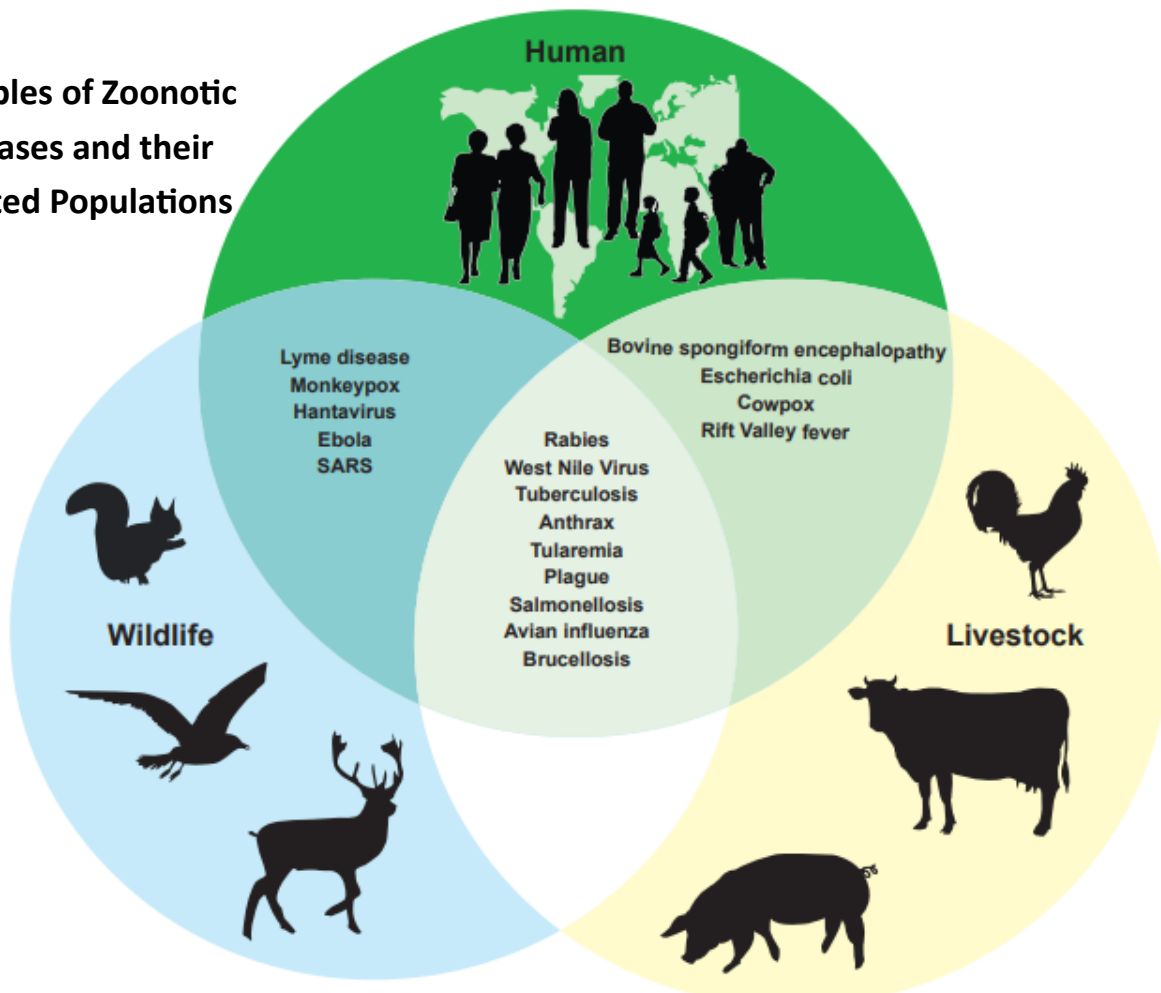 Human
ples of Zoonotic
ases and their
ted Populations
Lyme disease
Monkeypox
Hantavirus
Ebola
SARS
Bovine spongiform encephalopathy
Escherichia coli
Cowpox
Rift Valley fever
Rabies
West Nile Virus
Tuberculosis
Anthrax
Tularemia
Plague
Salmonellosis
Avian influenza
Brucellosis
Wildlife
Livestock